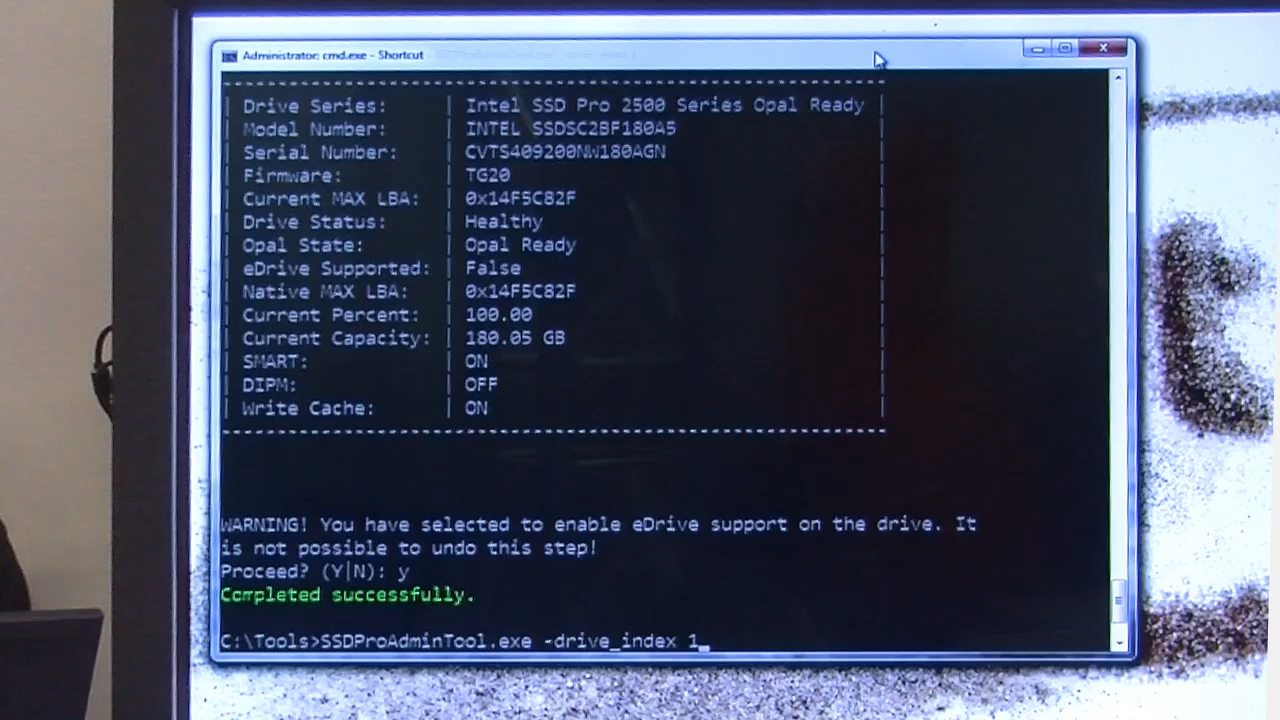 Administrator: cmd.exe - Shortcut
Drive Series: | Intel SSD Pro 2500 Series Opal Ready |
Model Number: | INTEL SSDSC2BF180A5
Serial Number: | CVTS409200NW180AGN
Firmware: | TG20
Current MAX LBA: | 0x14F5C82F
Drive Status: | Healthy
Opal State: | Opal Ready
eDrive Supported: | False
Native MAX LBA: | 0x14F5C82F
Current Percent: | 100.00
Current Capacity: | 180.05 GB
SMART: | ON
DIPM: | OFF
Write Cache: | ON
WARNING! You have selected to enable eDrive support on the drive. It
is not possible to undo this step!
Proceed? (Y|N): y
Completed successfully.
C:\Tools>SSDProAdminTool.exe -drive_index 1_